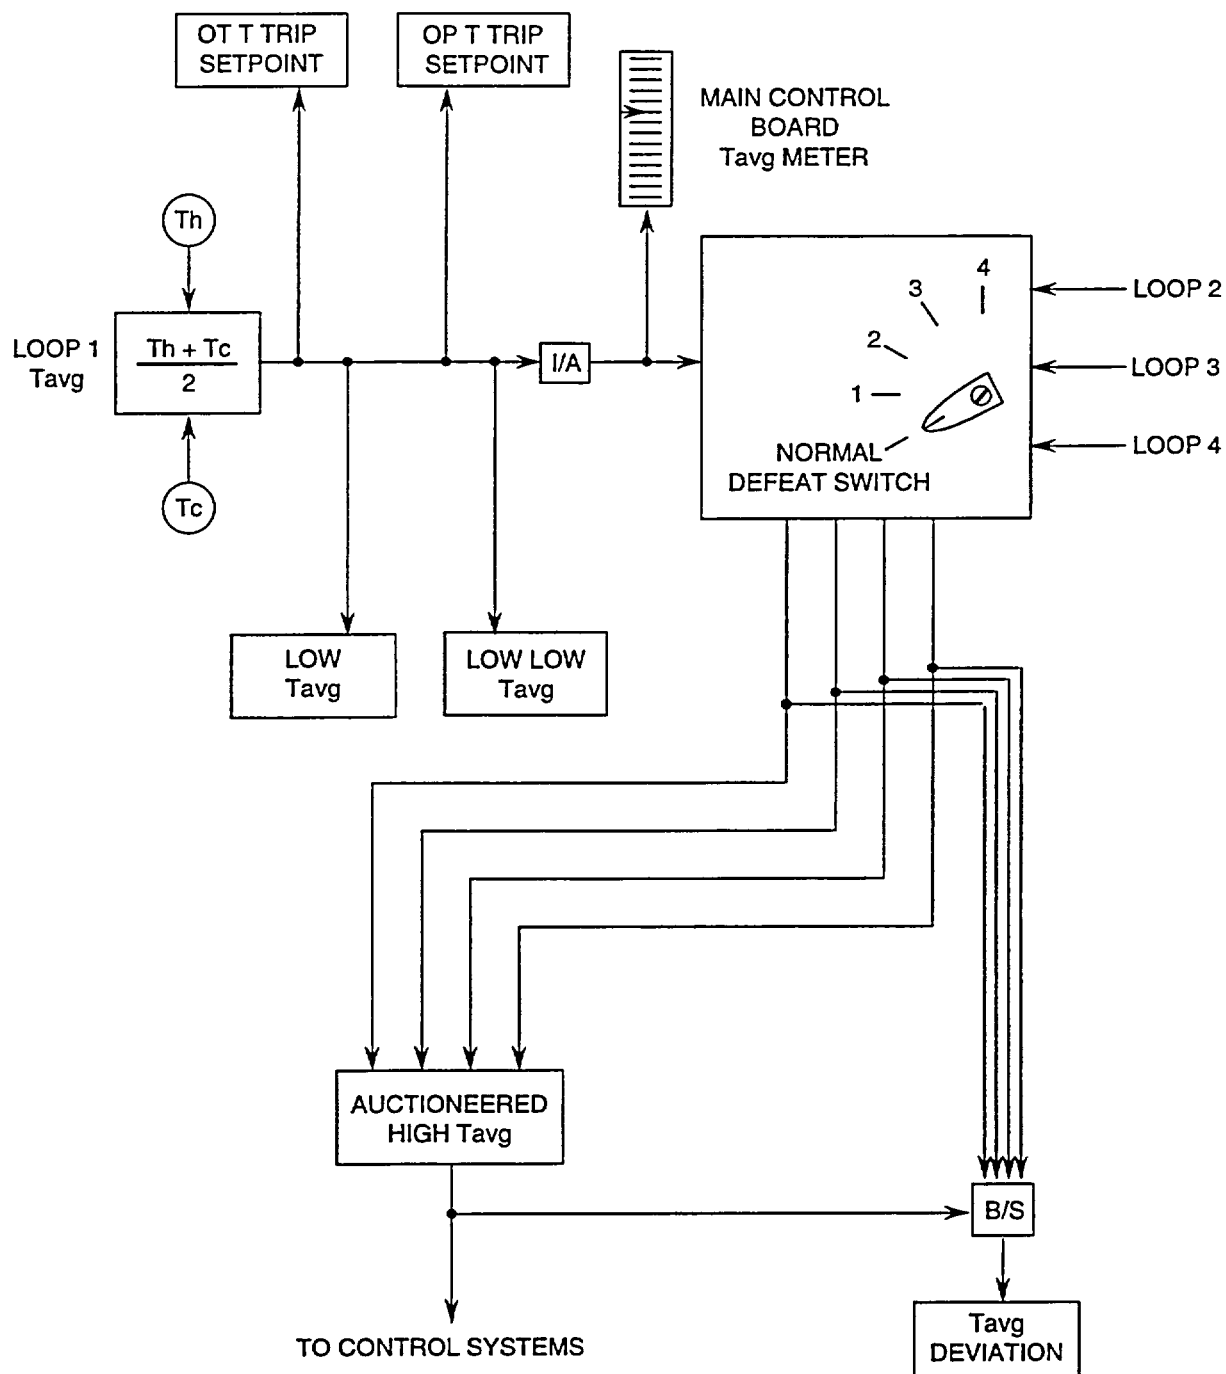 OT T TRIP
SETPOINT
OP T TRIP
SETPOINT
MAIN CONTROL
BOARD
Tavg METER
Th
LOOP 1
Tavg
Th + Tc
2
Tc
I/A
4
3
2
1
NORMAL
DEFEAT SWITCH
LOOP 2
LOOP 3
LOOP 4
LOW
Tavg
LOW LOW
Tavg
AUCTIONEERED
HIGH Tavg
B/S
TO CONTROL SYSTEMS
Tavg
DEVIATION